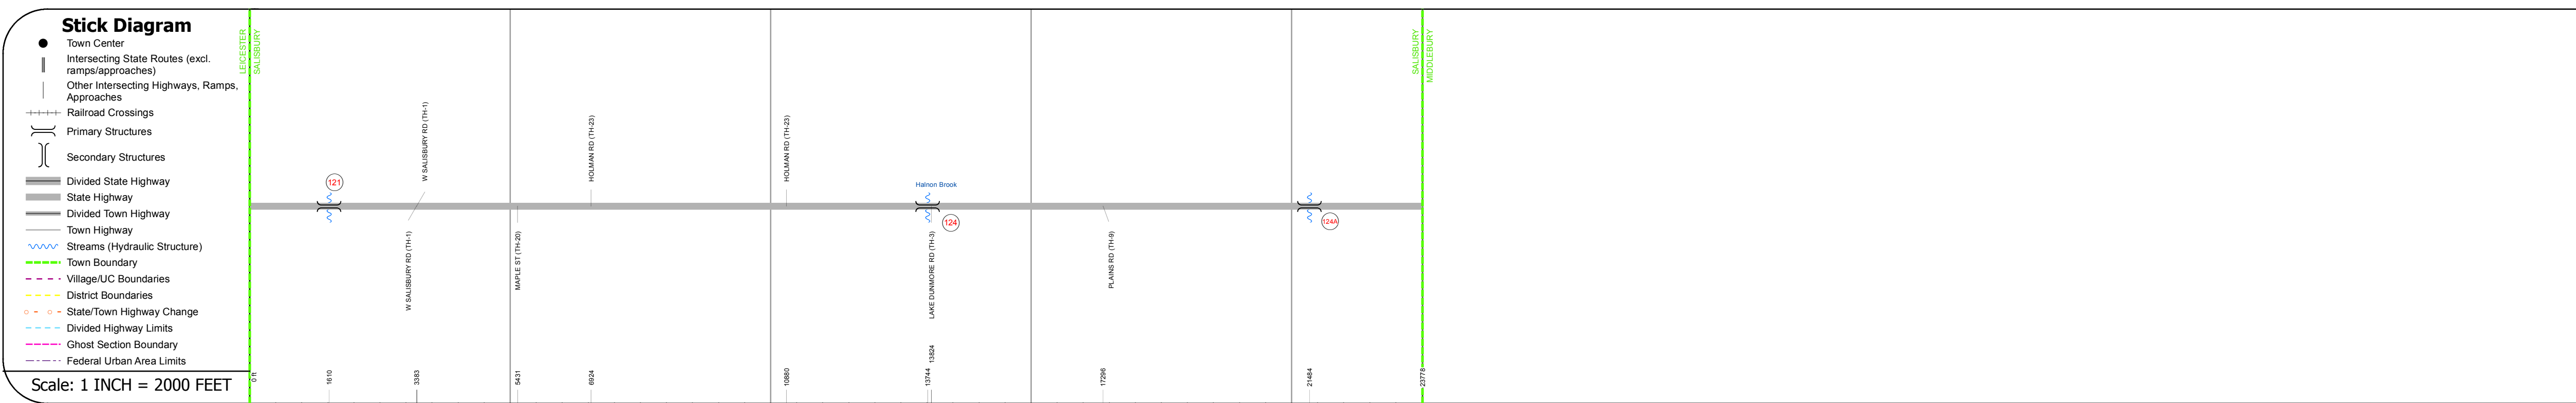 Stick Diagram
Town Center
Intersecting State Routes (excl.
ramps/approaches)
Other Intersecting Highways, Ramps,
Approaches
Railroad Crossings
Primary Structures
Secondary Structures
Divided State Highway
State Highway
Divided Town Highway
Town Highway
Streams (Hydraulic Structure)
Town Boundary
Village/UC Boundaries
District Boundaries
State/Town Highway Change
Divided Highway Limits
Ghost Section Boundary
Federal Urban Area Limits
Scale: 1 INCH = 2000 FEET
LEICESTER
SALISBURY
121
W SALISBURY RD (TH-1)
W SALISBURY RD (TH-1)
MAPLE ST (TH-20)
HOLMAN RD (TH-23)
HOLMAN RD (TH-23)
Halnon Brook
124
LAKE DUNMORE RD (TH-3)
PLAINS RD (TH-9)
124A
SALISBURY
MIDDLEBURY
0 ft
1610
3383
5431
6924
10880
13744
13824
17298
21484
23778